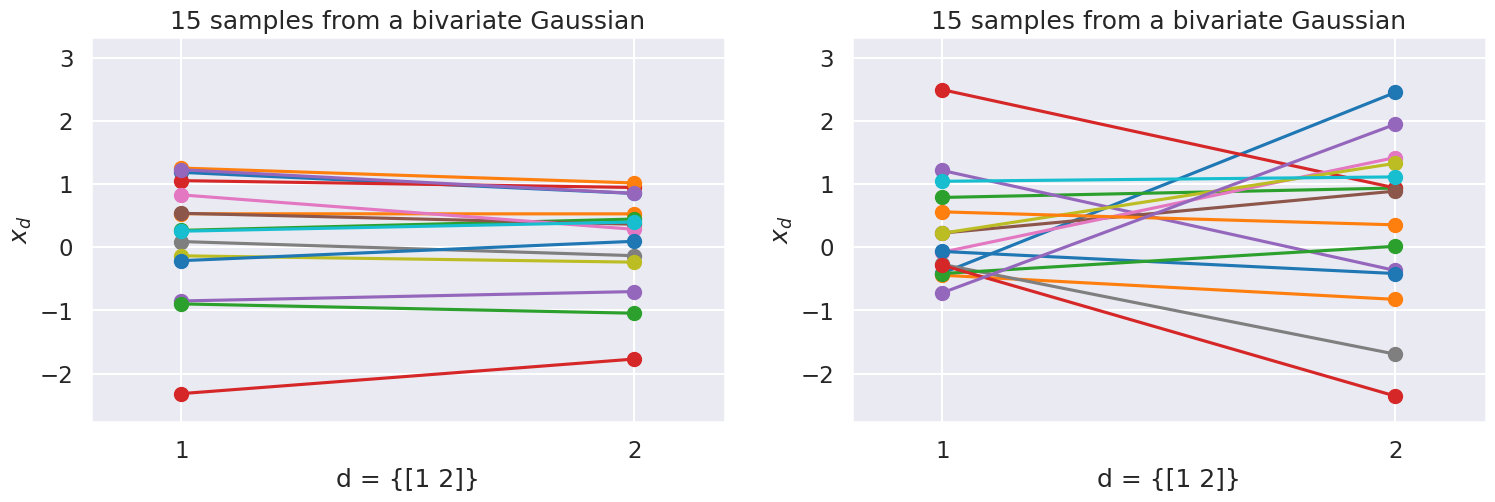 15 samples from a bivariate Gaussian
3
2
1
0
−1
−2
x_d
1 2
d = {[1 2]}
15 samples from a bivariate Gaussian
3
2
1
0
−1
−2
x_d
1 2
d = {[1 2]}